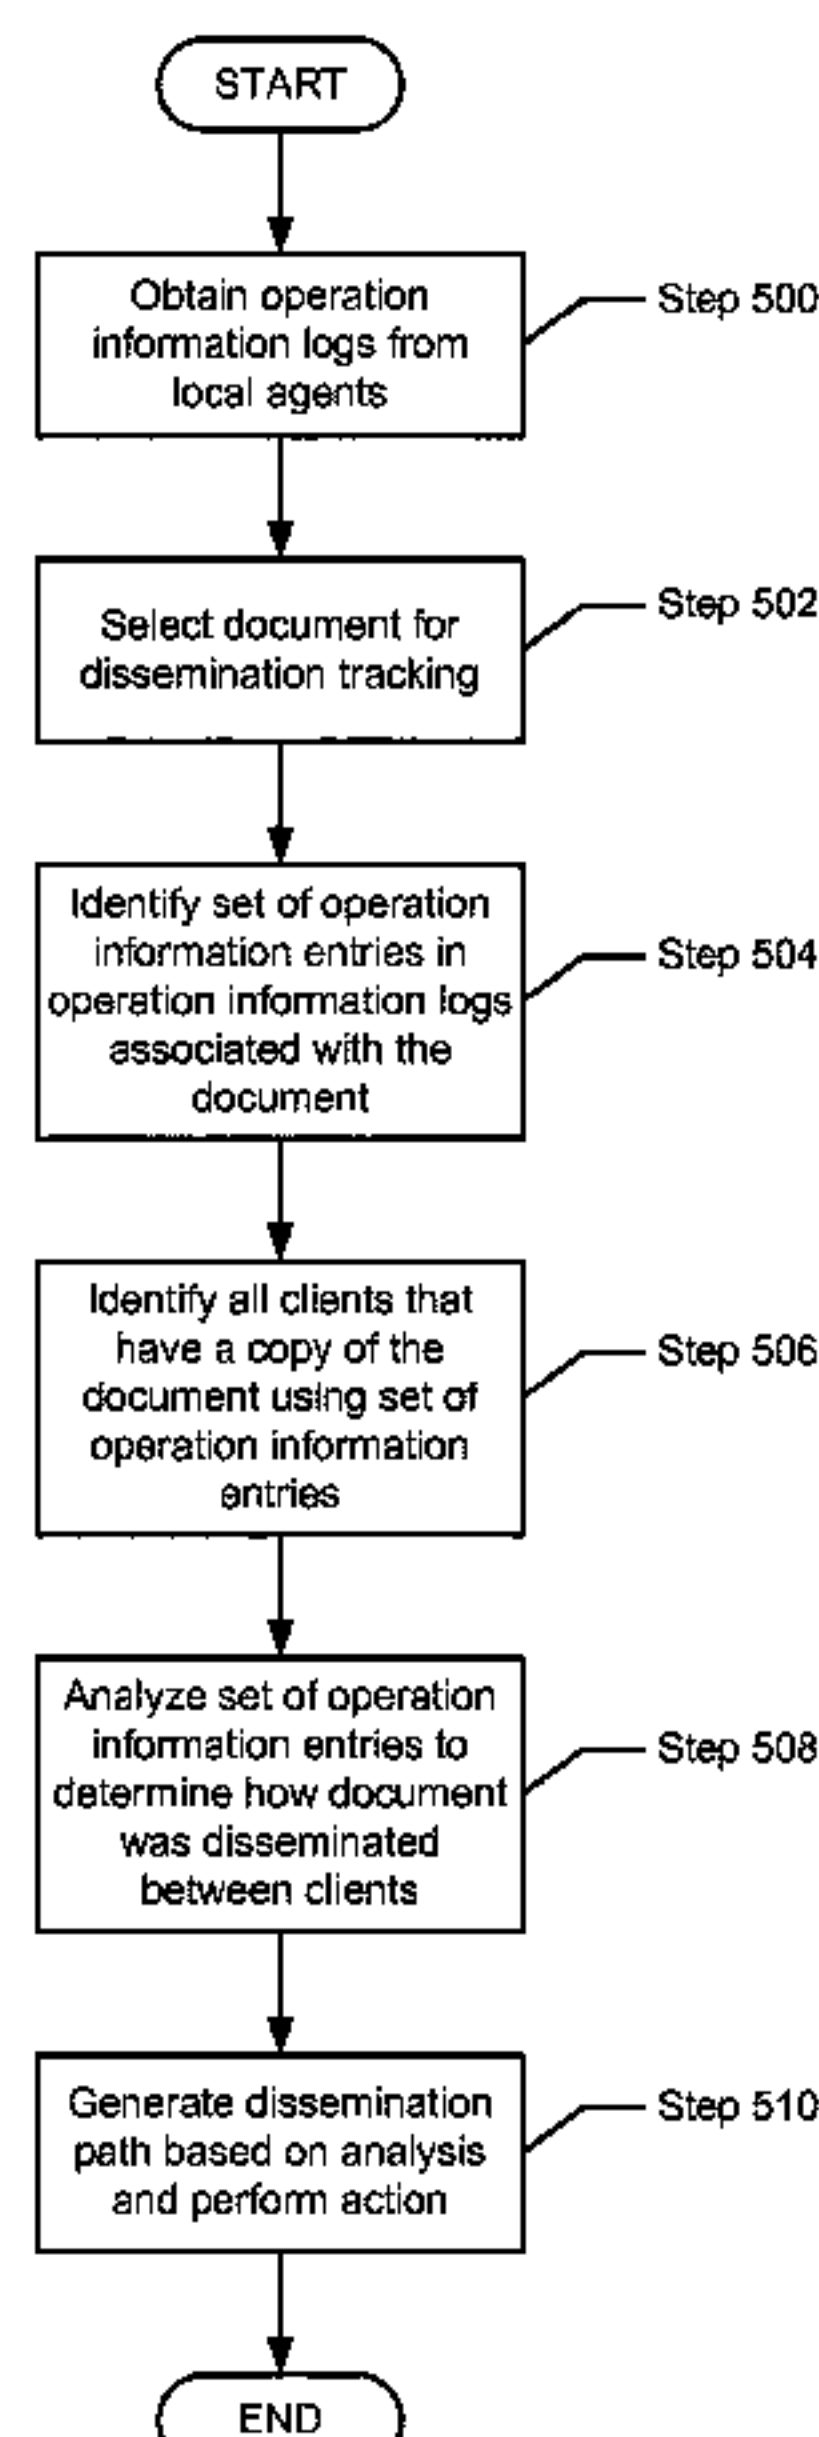 START
Obtain operation
information logs from
local agents
Step 500
Select document for
dissemination tracking
Step 502
Identify set of operation
information entries in
operation information logs
associated with the
document
Step 504
Identify all clients that
have a copy of the
document using set of
operation information
entries
Step 506
Analyze set of operation
information entries to
determine how document
was disseminated
between clients
Step 508
Generate dissemination
path based on analysis
and perform action
Step 510
END